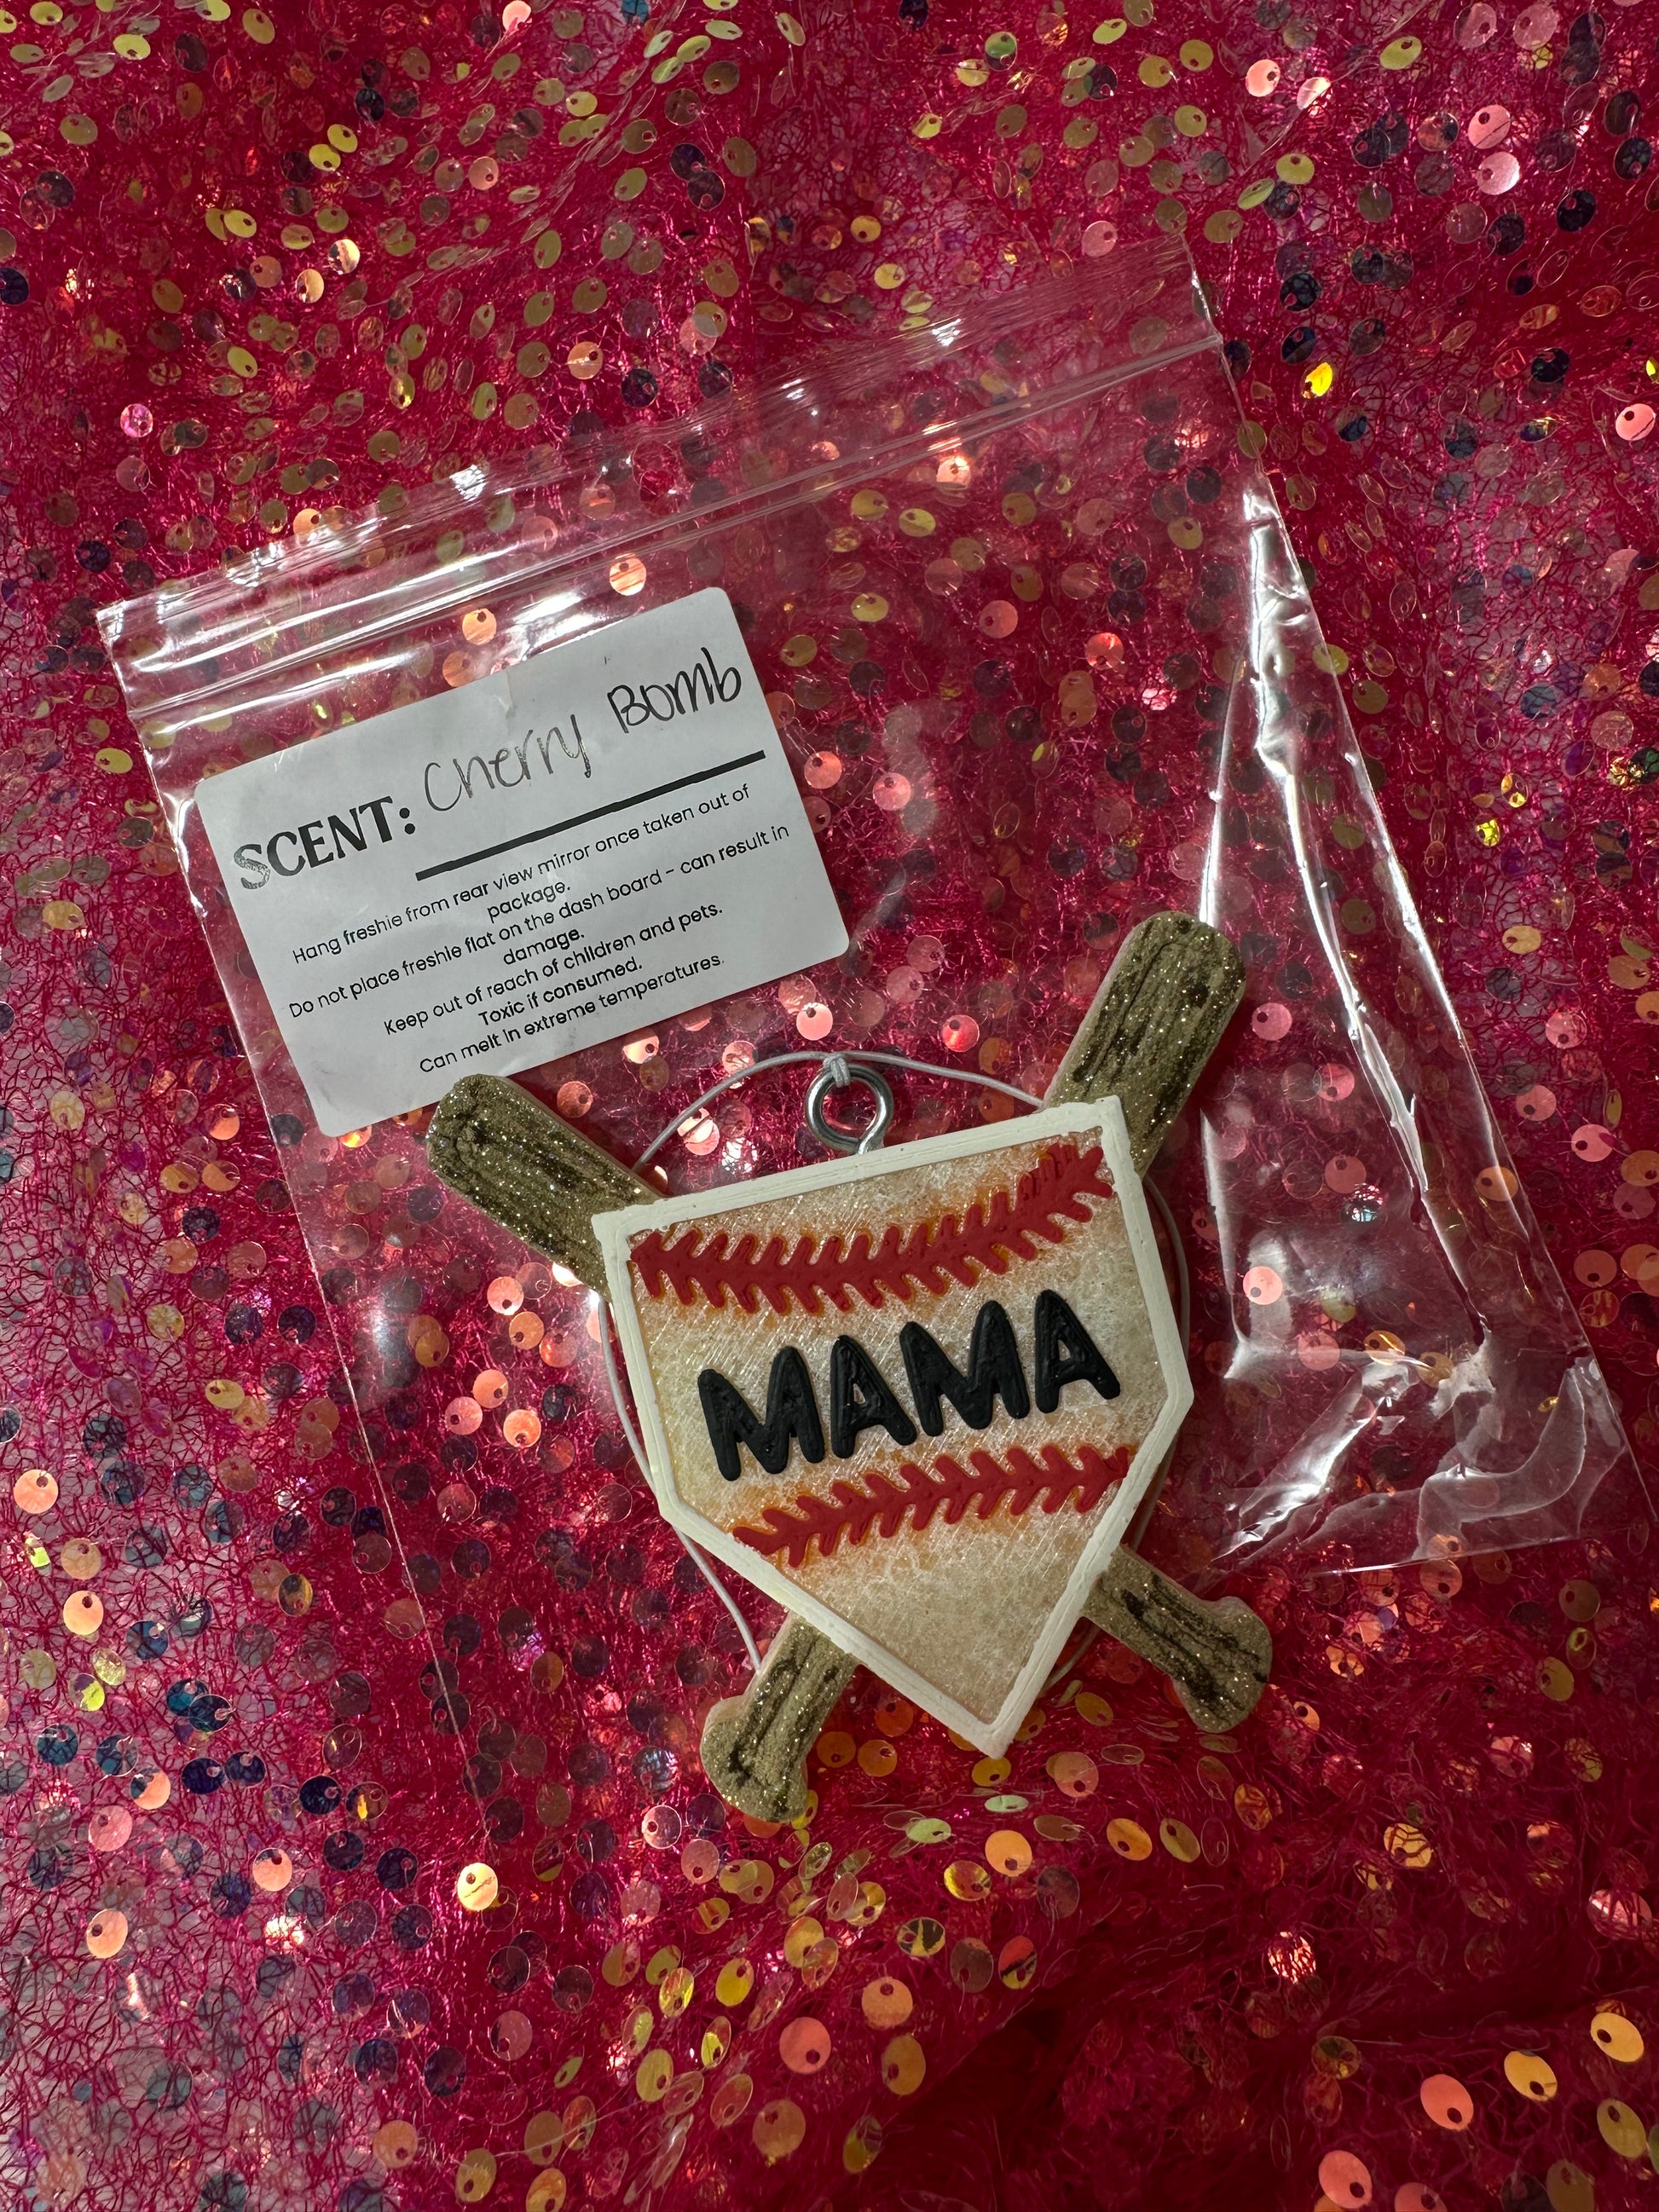 SCENT: Cherry Bomb
Hang freshie from rear view mirror once taken out of
package.
Do not place freshie flat on the dash board - can result in
damage.
Keep out of reach of children and pets.
Toxic if consumed.
Can melt in extreme temperatures.
MAMA